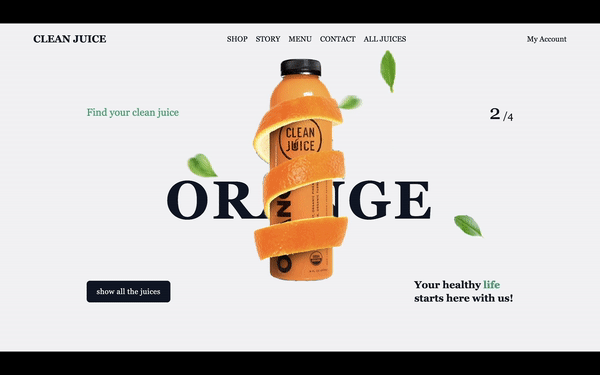 CLEAN JUICE
SHOP STORY MENU CONTACT ALL JUICES
My Account
Find your clean juice
2 /4
CLEAN
JUICE
ORANGE
show all the juices
Your healthy life
starts here with us!